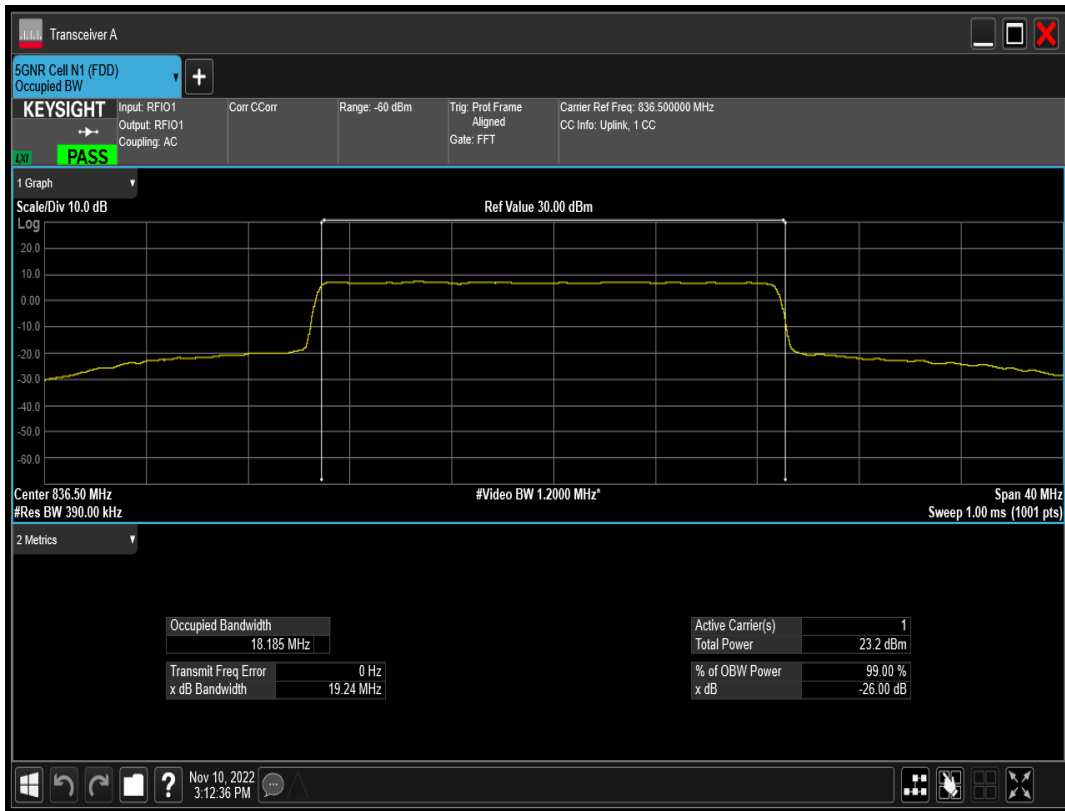 Transceiver A
5GNR Cell N1 (FDD)
Occupied BW
+
KEYSIGHT
LXI
PASS
Input: RFIO1
Output: RFIO1
Coupling: AC
Corr CCorr
Range: -60 dBm
Trig: Prot Frame
Aligned
Gate: FFT
Carrier Ref Freq: 836.500000 MHz
CC Info: Uplink, 1 CC
1 Graph
Scale/Div 10.0 dB
Ref Value 30.00 dBm
Log
20.0
10.0
0.00
-10.0
-20.0
-30.0
-40.0
-50.0
-60.0
Center 836.50 MHz
#Video BW 1.2000 MHz*
Span 40 MHz
#Res BW 390.00 kHz
Sweep 1.00 ms (1001 pts)
2 Metrics
Occupied Bandwidth
18.185 MHz
Transmit Freq Error 0 Hz
x dB Bandwidth 19.24 MHz
Active Carrier(s) 1
Total Power 23.2 dBm
% of OBW Power 99.00 %
x dB -26.00 dB
?
Nov 10, 2022
3:12:36 PM